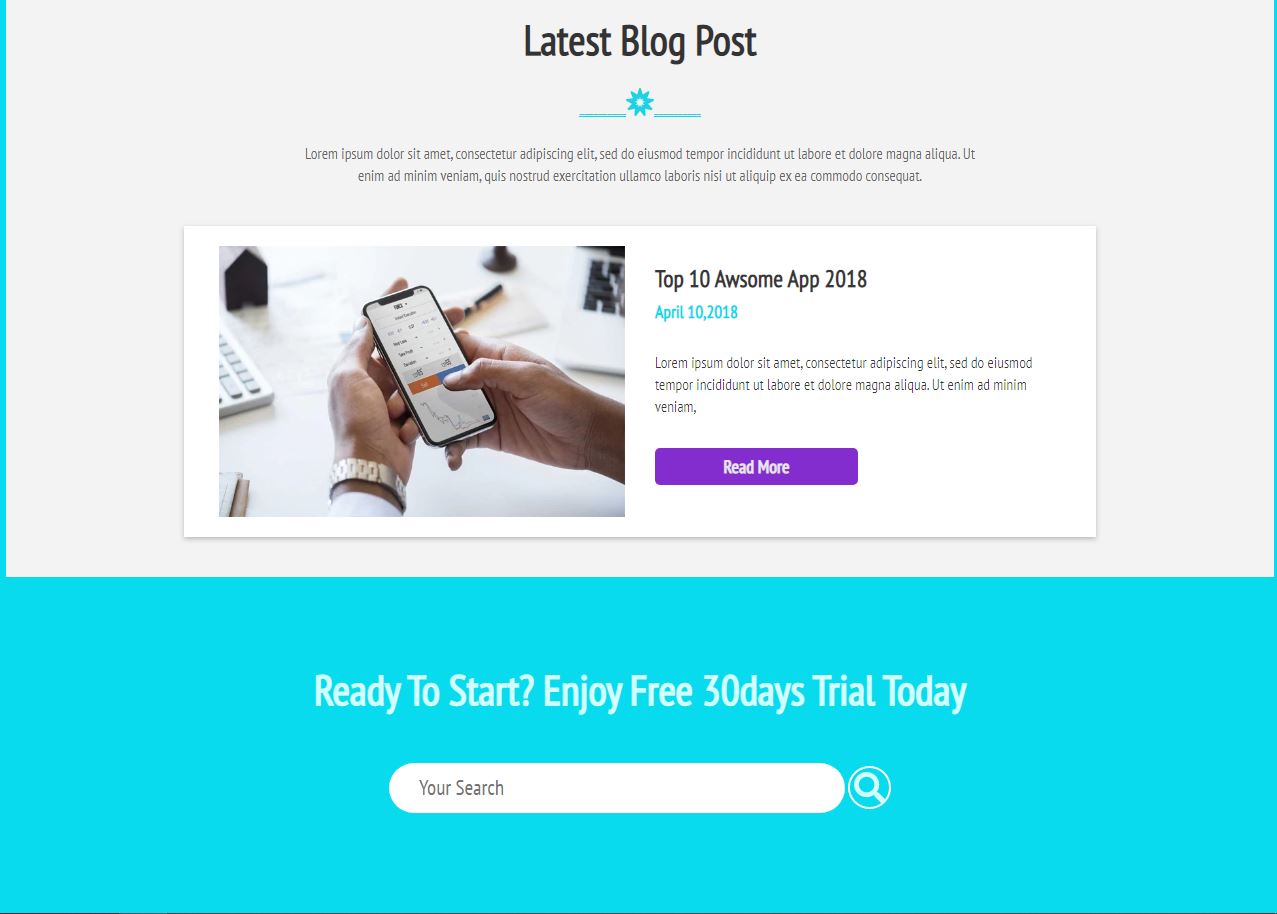 Latest Blog Post
Lorem ipsum dolor sit amet, consectetur adipiscing elit, sed do eiusmod tempor incididunt ut labore et dolore magna aliqua. Ut
enim ad minim veniam, quis nostrud exercitation ullamco laboris nisi ut aliquip ex ea commodo consequat.
Top 10 Awsome App 2018
April 10,2018
Lorem ipsum dolor sit amet, consectetur adipiscing elit, sed do eiusmod
tempor incididunt ut labore et dolore magna aliqua. Ut enim ad minim
veniam,
Read More
Ready To Start? Enjoy Free 30days Trial Today
Your Search